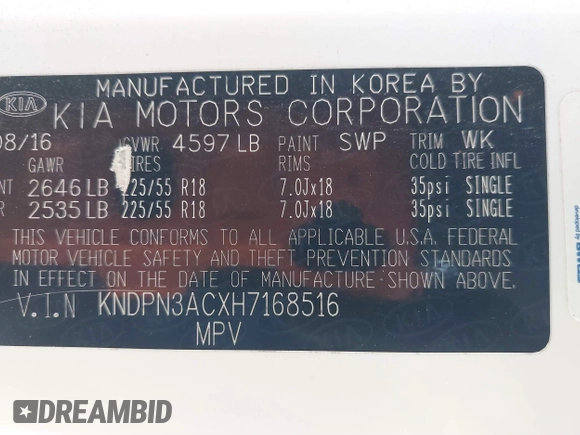 MANUFACTURED IN KOREA BY
KIA KIA MOTORS CORPORATION
08/16 GVWR 4597 LB PAINT SWP TRIM WK
GAWR RIMS COLD TIRE INFL
2646 LB 225/55 R18 7.0Jx18 35psi SINGLE
2535 LB 225/55 R18 7.0Jx18 35psi SINGLE
THIS VEHICLE CONFORMS TO ALL APPLICABLE U.S.A. FEDERAL
MOTOR VEHICLE SAFETY AND THEFT PREVENTION STANDARDS
IN EFFECT ON THE DATE OF MANUFACTURE SHOWN ABOVE.
V.I.N KNDPN3ACXH7168516
MPV
DREAMBID